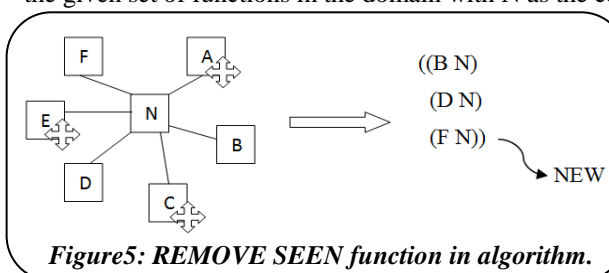 the given set of functions in the domain with N as the
F
A
((B N)
E
N
(D N)
B
(F N))
D
C
NEW
Figure5: REMOVE SEEN function in algorithm.